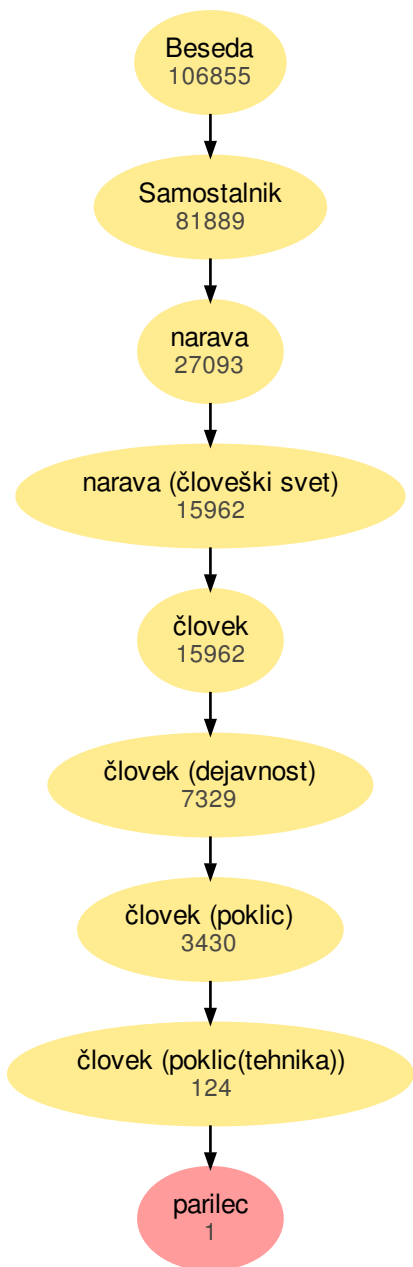 Beseda
106855
Samostalnik
81889
narava
27093
narava (človeški svet)
15962
človek
15962
človek (dejavnost)
7329
človek (poklic)
3430
človek (poklic(tehnika))
124
parilec
1